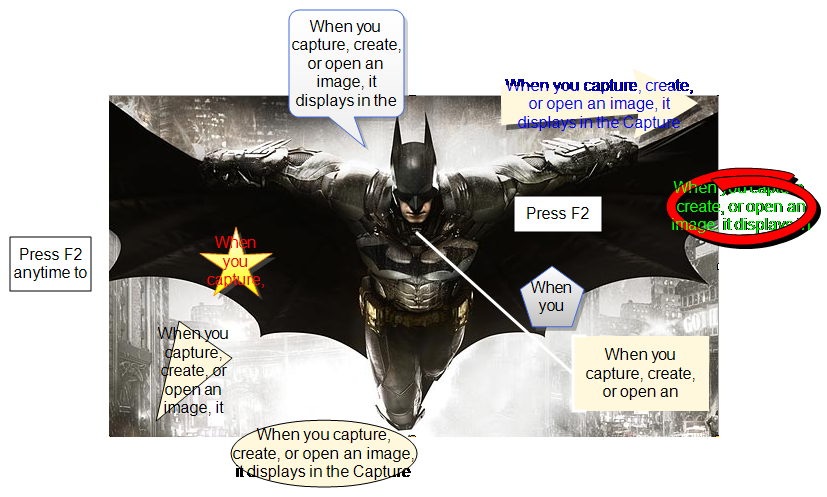 When you
capture, create,
or open an
image, it
displays in the
When you capture, create,
or open an image, it
displays in the Capture
When you capture,
create, or open an
image, it displays in
Press F2
Press F2
anytime to
When
you
capture,
When
you
When you
capture,
create, or
open an
image, it
When you
capture, create,
or open an
When you capture,
create, or open an image,
it displays in the Capture